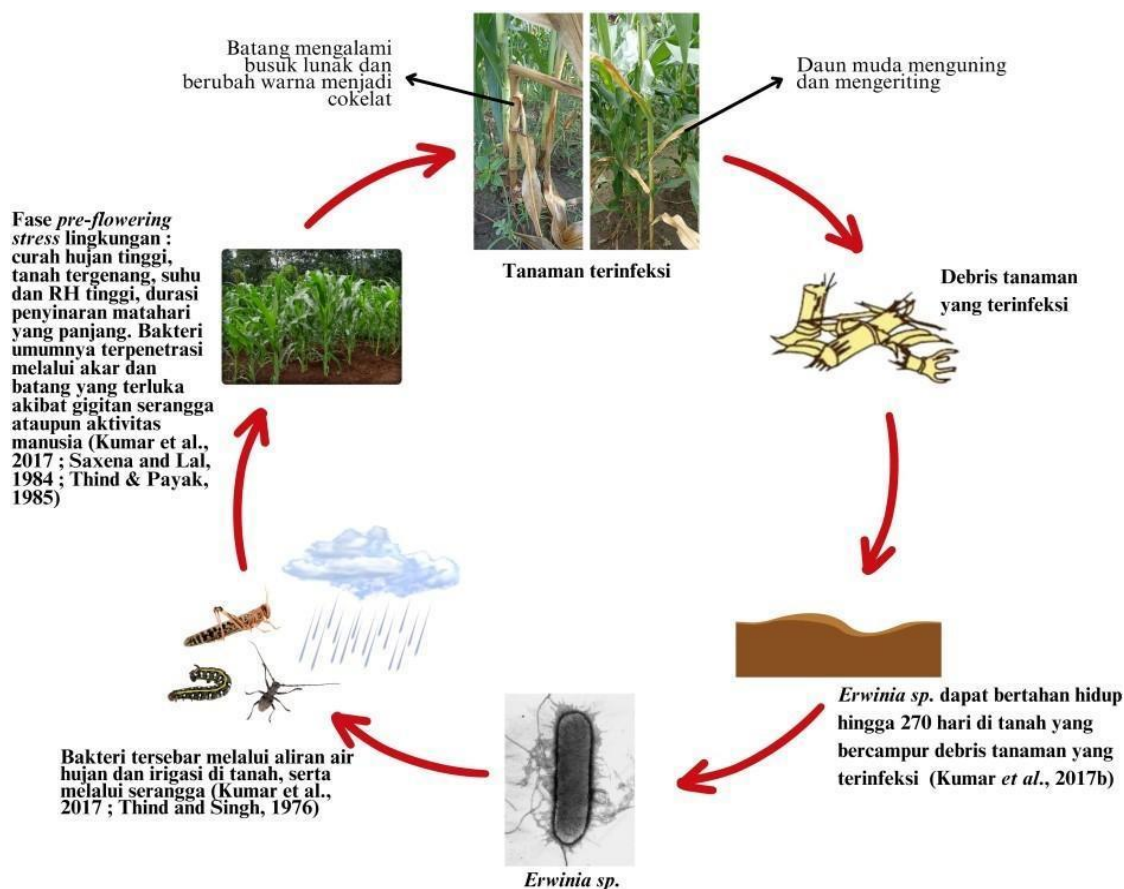 Batang mengalami
busuk lunak dan
berubah warna menjadi
cokelat
Daun muda menguning
dan mengeriting
Tanaman terinfeksi
Debris tanaman
yang terinfeksi
Erwinia sp. dapat bertahan hidup
hingga 270 hari di tanah yang
bercampur debris tanaman yang
terinfeksi (Kumar et al., 2017b)
Erwinia sp.
Bakteri tersebar melalui aliran air
hujan dan irigasi di tanah, serta
melalui serangga (Kumar et al.,
2017 ; Thind and Singh, 1976)
Fase pre-flowering
stress lingkungan :
curah hujan tinggi,
tanah tergenang, suhu
dan RH tinggi, durasi
penyinaran matahari
yang panjang. Bakteri
umumnya terpenetrasi
melalui akar dan
batang yang terluka
akibat gigitan serangga
ataupun aktivitas
manusia (Kumar et al.,
2017 ; Saxena and Lal,
1984 ; Thind & Payak,
1985)